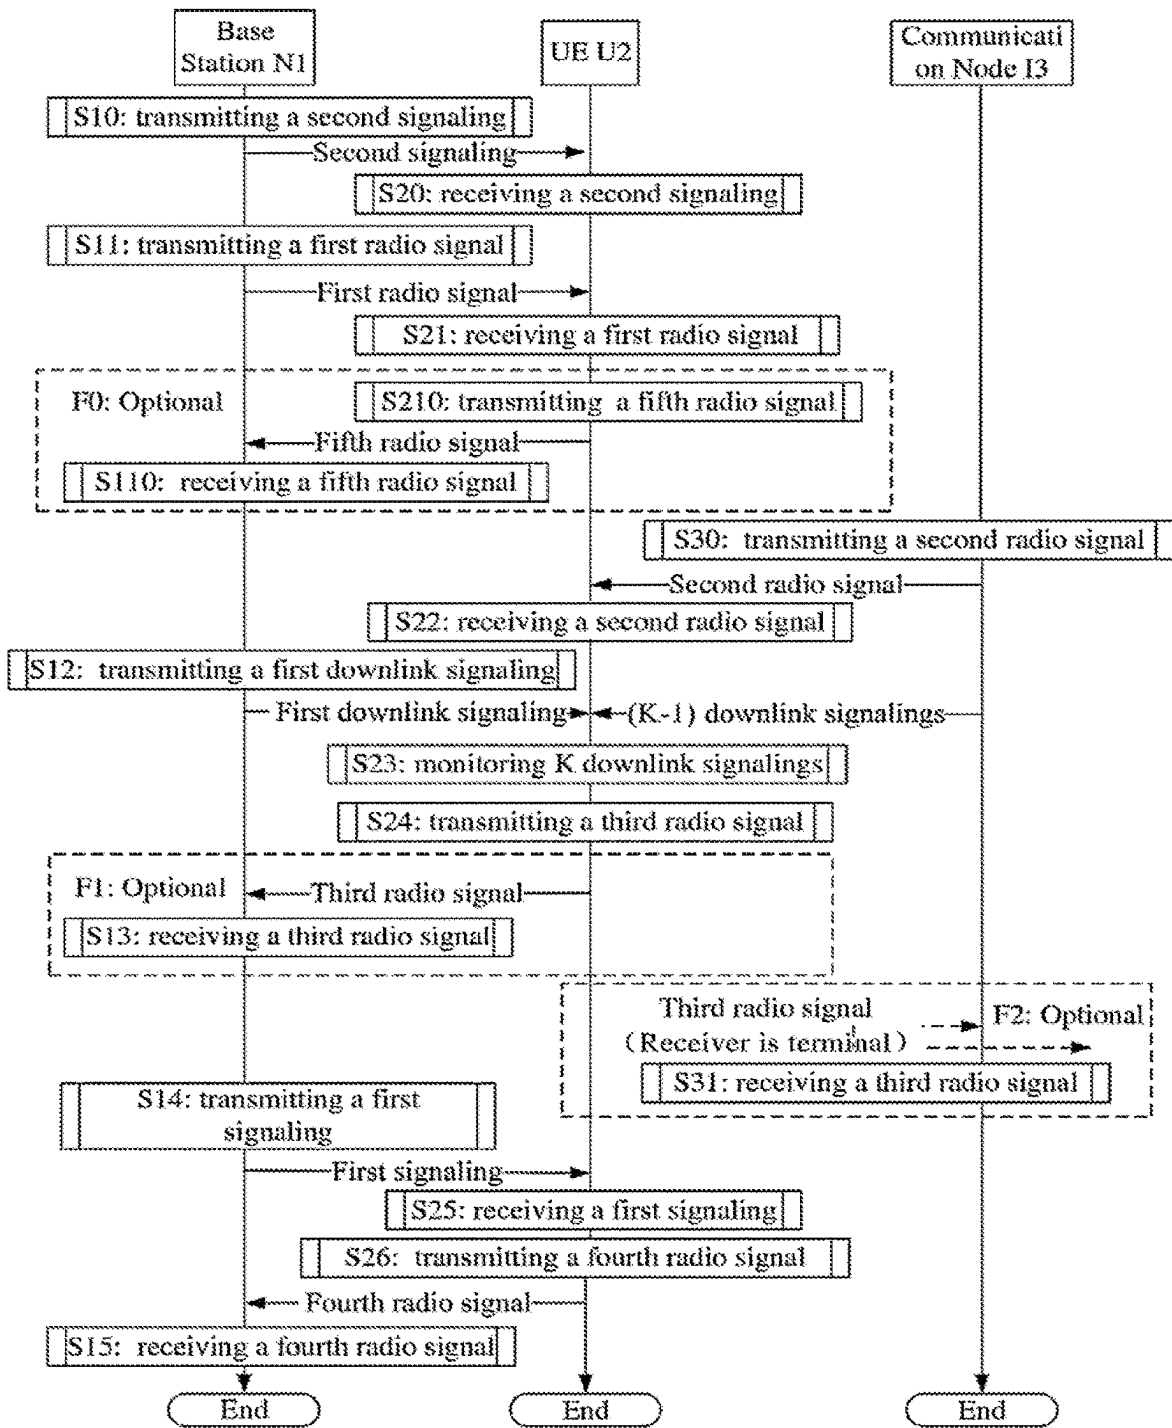 Base
Station N1
UE U2
Communicati
on Node I3
S10: transmitting a second signaling
Second signaling
S20: receiving a second signaling
S11: transmitting a first radio signal
First radio signal
S21: receiving a first radio signal
F0: Optional
S210: transmitting a fifth radio signal
Fifth radio signal
S110: receiving a fifth radio signal
S30: transmitting a second radio signal
Second radio signal
S22: receiving a second radio signal
S12: transmitting a first downlink signaling
First downlink signaling
(K-1) downlink signalings
S23: monitoring K downlink signalings
S24: transmitting a third radio signal
F1: Optional
Third radio signal
S13: receiving a third radio signal
Third radio signal
(Receiver is terminal)
F2: Optional
S31: receiving a third radio signal
S14: transmitting a first
signaling
First signaling
S25: receiving a first signaling
S26: transmitting a fourth radio signal
Fourth radio signal
S15: receiving a fourth radio signal
End
End
End